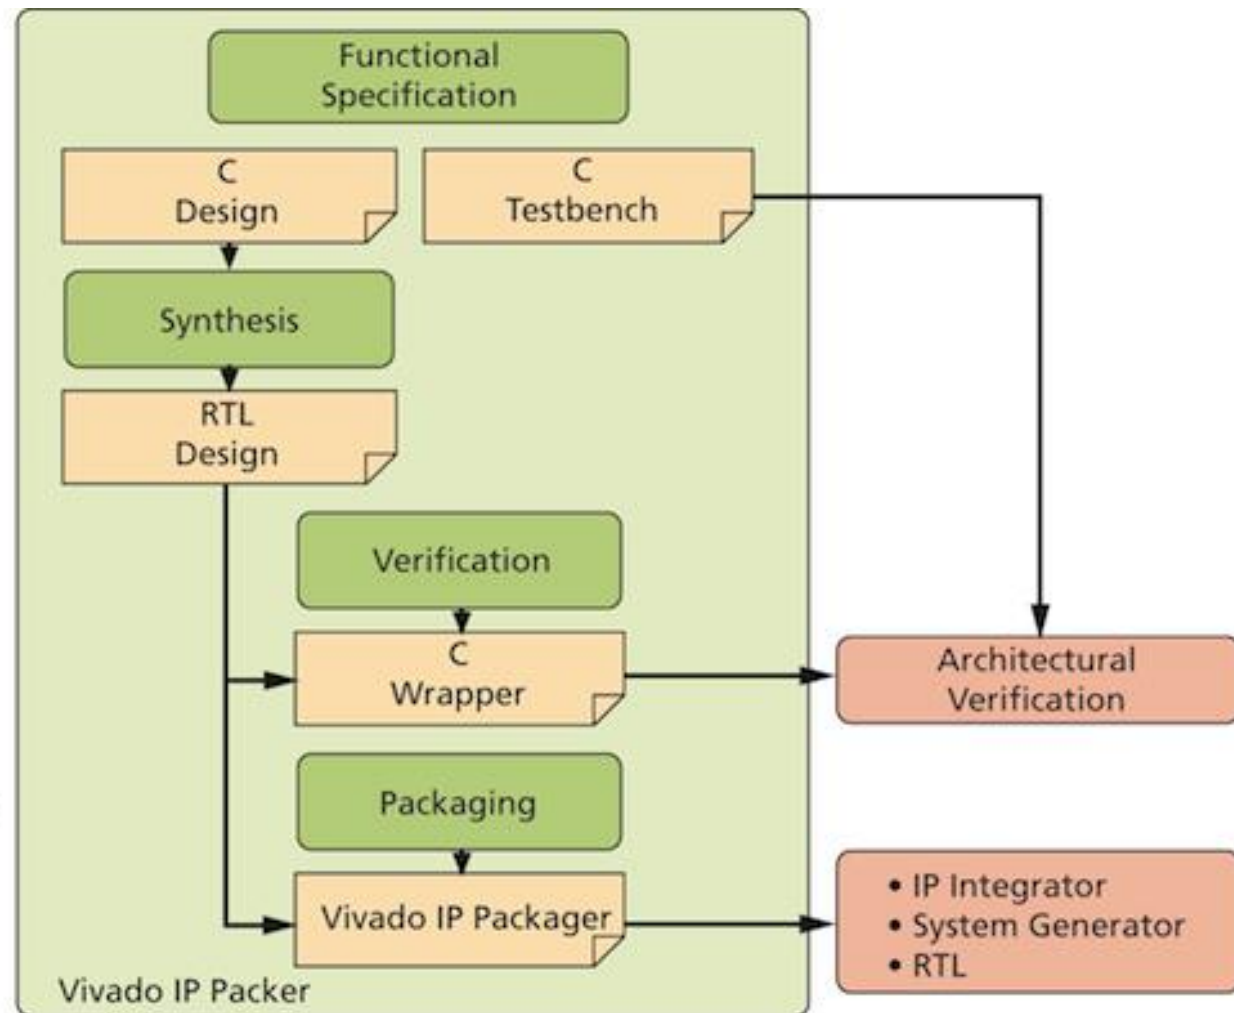 Functional
Specification
C
Design
C
Testbench
Synthesis
RTL
Design
Verification
C
Wrapper
Architectural
Verification
Packaging
Vivado IP Packager
• IP Integrator
• System Generator
• RTL
Vivado IP Packer